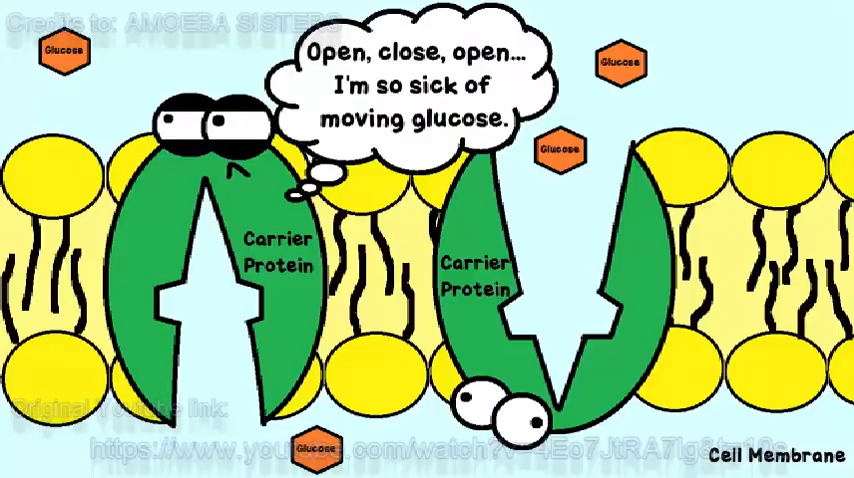 Credits to: AMOEBA SISTERS
Glucose
Open, close, open...
I'm so sick of
moving glucose.
Glucose
Glucose
Carrier
Protein
Carrier
Protein
Original Youtube link:
Glucose
Cell Membrane